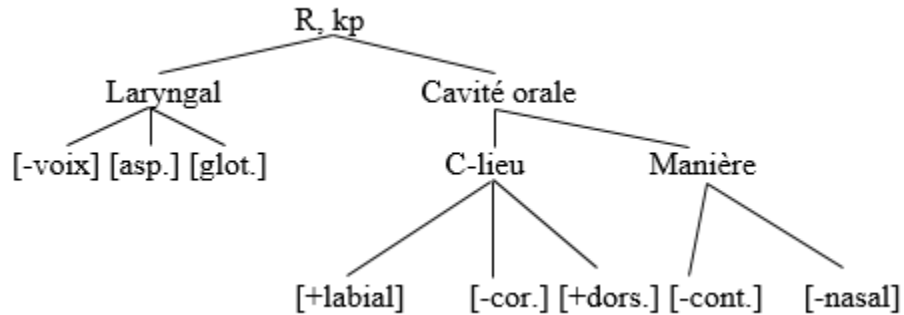 R, kp
Laryngal Cavité orale
[-voix] [asp.] [glot.] C-lieu Manière
[+labial] [-cor.] [+dors.] [-cont.] [-nasal]